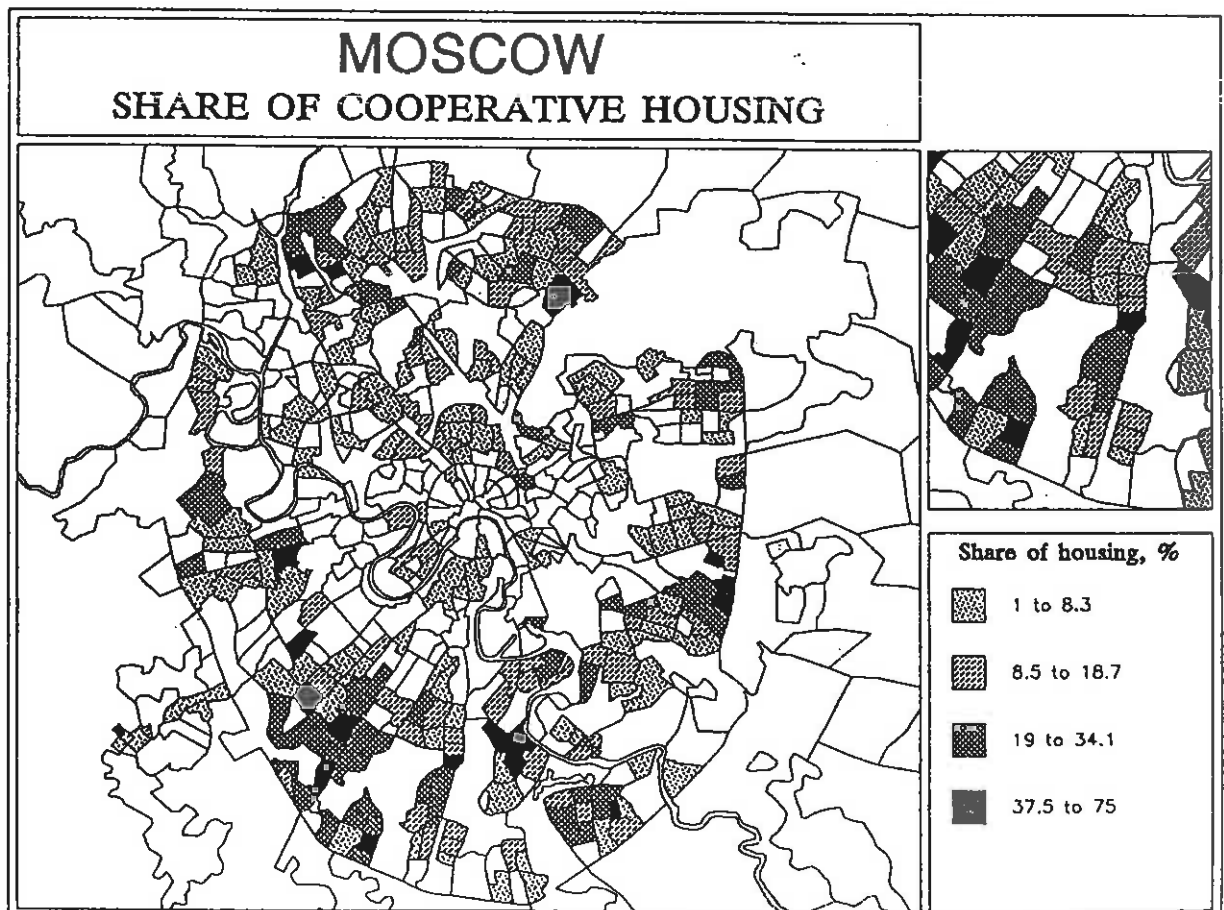 MOSCOW
SHARE OF COOPERATIVE HOUSING
Share of housing, %
1 to 8.3
8.5 to 18.7
19 to 34.1
37.5 to 75